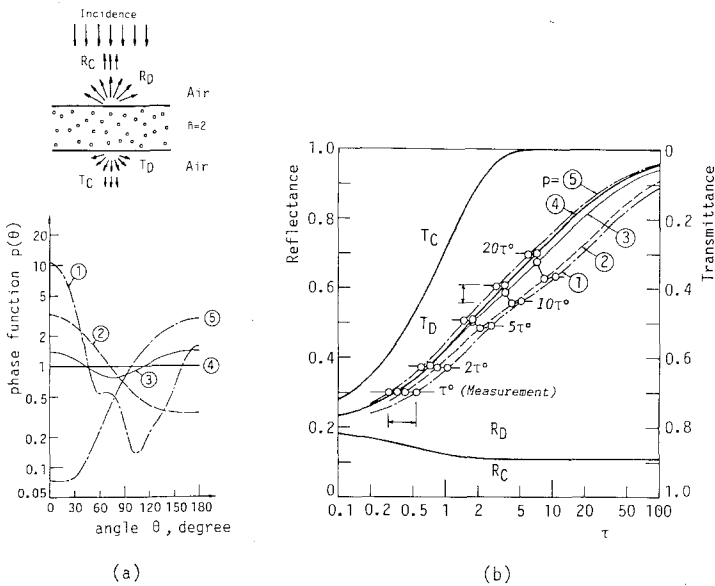 Incidence
R_C
R_D
Air
ñ=2
Air
T_C
T_D
phase function p(θ)
20
10
5
2
1
0.5
0.2
0.1
0.05
①
②
③
④
⑤
0 30 60 90 120 150 180
angle θ, degree
(a)
Reflectance
1.0
0.8
0.6
0.4
0.2
0
Transmittance
0
0.2
0.4
0.6
0.8
1.0
T_C
T_D
R_D
R_C
p= ⑤
④
③
②
①
20τ°
10τ°
5τ°
2τ°
τ° (Measurement)
0.1 0.2 0.5 1 2 5 10 20 50 100
τ
(b)